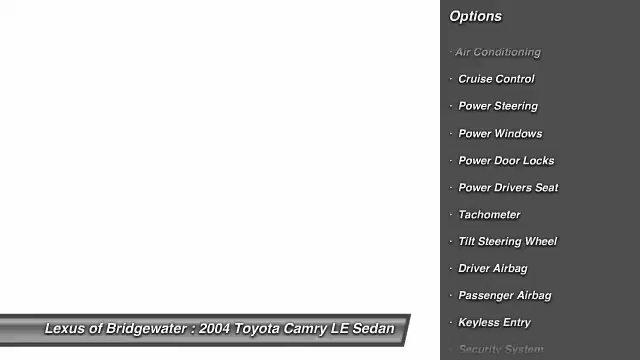 Options
· Air Conditioning
· Cruise Control
· Power Steering
· Power Windows
· Power Door Locks
· Power Drivers Seat
· Tachometer
· Tilt Steering Wheel
· Driver Airbag
· Passenger Airbag
· Keyless Entry
· Security System
Lexus of Bridgewater : 2004 Toyota Camry LE Sedan